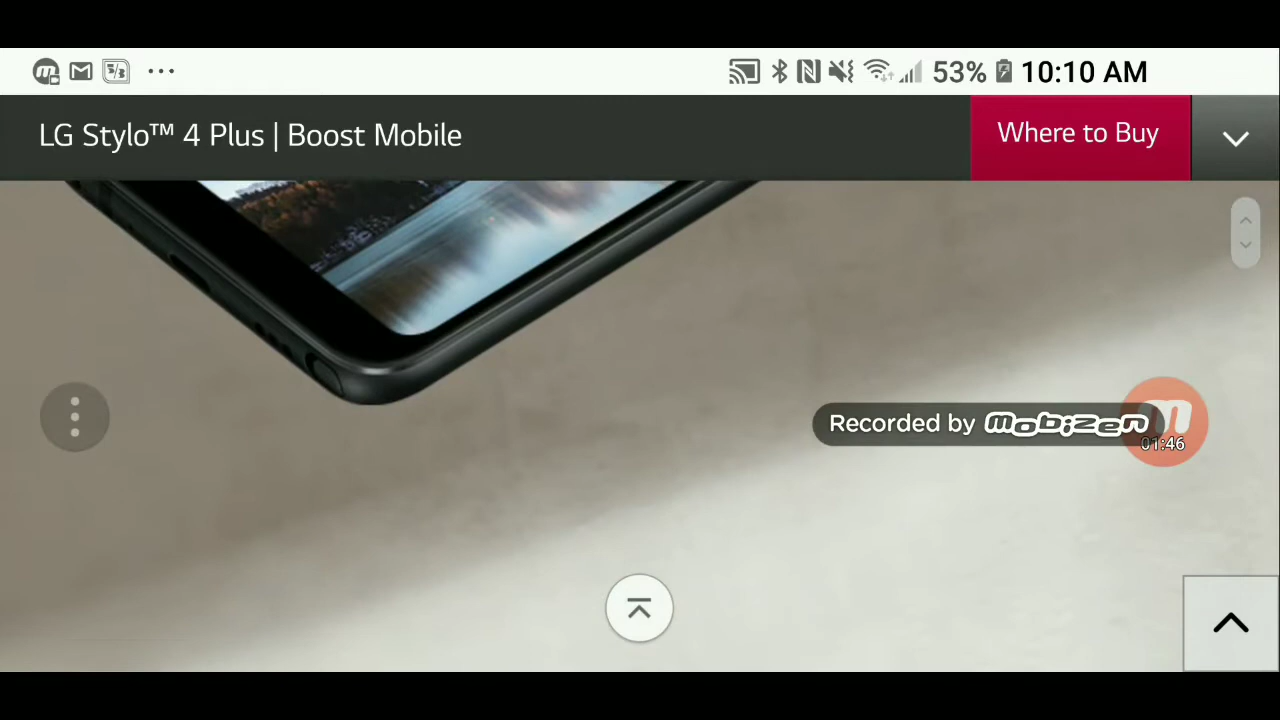 53% 10:10 AM
LG Stylo™ 4 Plus | Boost Mobile
Where to Buy
Recorded by mobizen
01:46